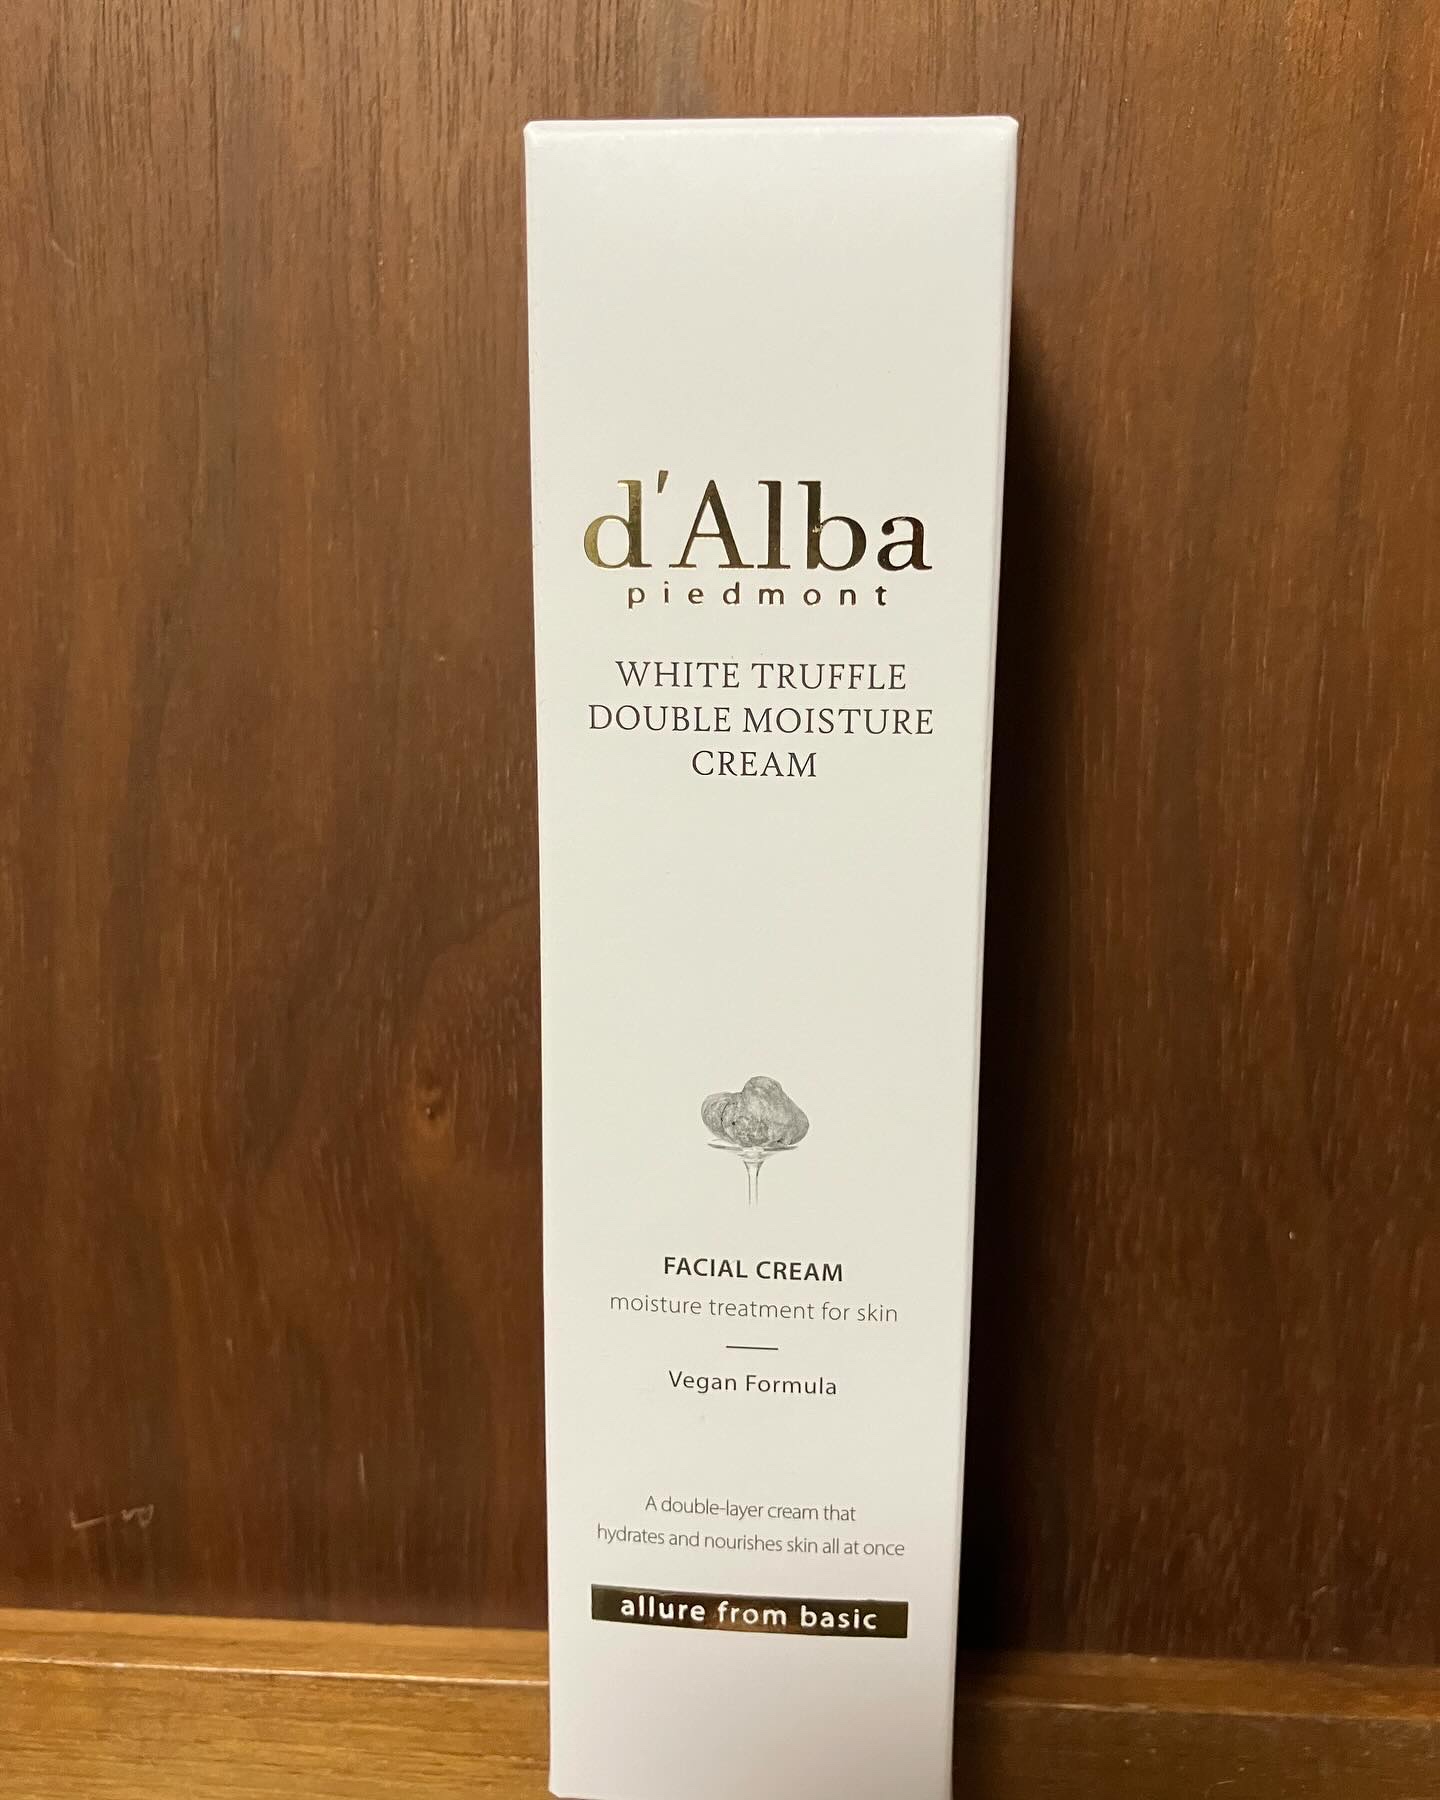 d'Alba
piedmont
WHITE TRUFFLE
DOUBLE MOISTURE
CREAM
FACIAL CREAM
moisture treatment for skin
Vegan Formula
A double-layer cream that
hydrates and nourishes skin all at once
allure from basic